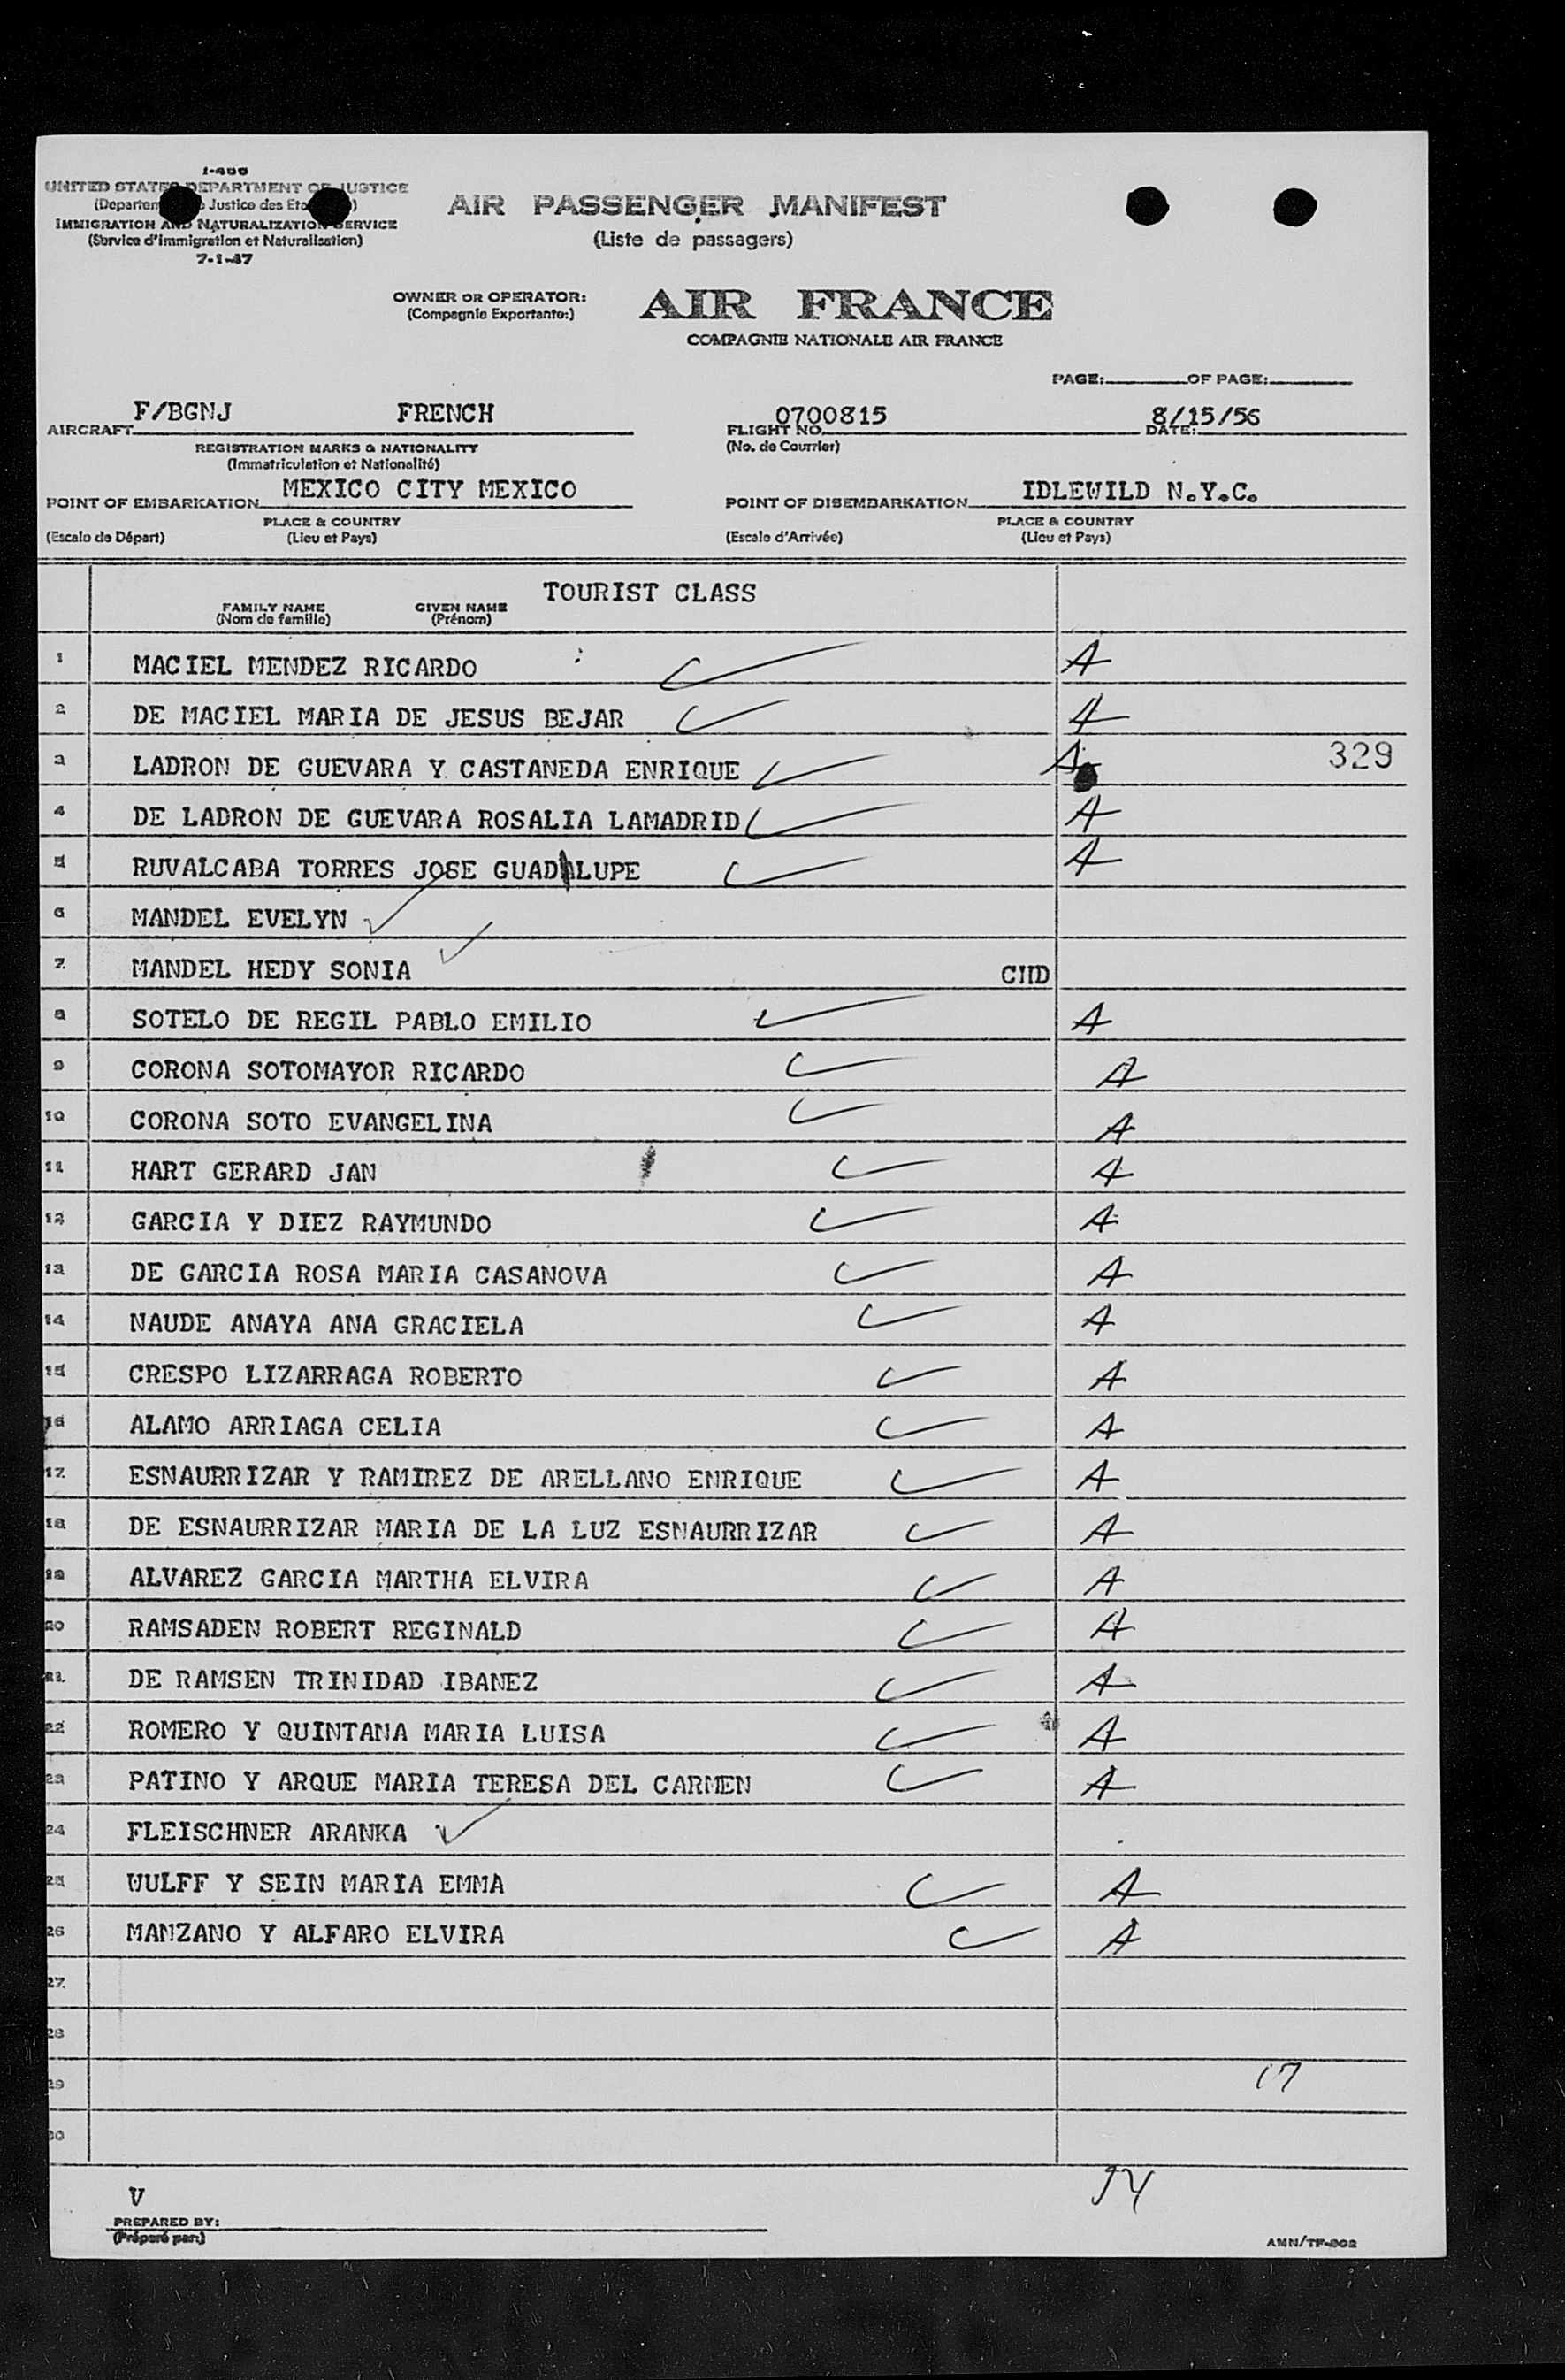 I-466
UNITED STATES DEPARTMENT OF JUSTICE
Justice des
IMMIGRATION AND NATURALIZATION SERVICE
(Service d'Immigration et Naturalisation)
7-1-47
AIR PASSENGER MANIFEST
(Liste de passagers)
OWNER OR OPERATOR:
(Compagnie Exportante:)
AIR FRANCE
COMPAGNIE NATIONALE AIR FRANCE
PAGE: OF PAGE:
AIRCRAFT F/BGNJ FRENCH
REGISTRATION MARKS & NATIONALITY
(Immatriculation et Nationalité)
FLIGHT NO. 0700815
(No. de Courrier)
DATE: 8/15/56
POINT OF EMBARKATION MEXICO CITY MEXICO
PLACE & COUNTRY
(Escale de Départ) (Lieu et Pays)
POINT OF DISEMBARKATION IDLEWILD N.Y.C.
PLACE & COUNTRY
(Escale d'Arrivée) (Lieu et Pays)
TOURIST CLASS
FAMILY NAME GIVEN NAME
(Nom de famille) (Prénom)
1 MACIEL MENDEZ RICARDO A
2 DE MACIEL MARIA DE JESUS BEJAR A
3 LADRON DE GUEVARA Y CASTANEDA ENRIQUE A 329
4 DE LADRON DE GUEVARA ROSALIA LAMADRID A
5 RUVALCABA TORRES JOSE GUADALUPE A
6 MANDEL EVELYN
7 MANDEL HEDY SONIA CHD
8 SOTELO DE REGIL PABLO EMILIO A
9 CORONA SOTOMAYOR RICARDO A
10 CORONA SOTO EVANGELINA A
11 HART GERARD JAN A
12 GARCIA Y DIEZ RAYMUNDO A
13 DE GARCIA ROSA MARIA CASANOVA A
14 NAUDE ANAYA ANA GRACIELA A
15 CRESPO LIZARRAGA ROBERTO A
16 ALAMO ARRIAGA CELIA A
17 ESNAURRIZAR Y RAMIREZ DE ARELLANO ENRIQUE A
18 DE ESNAURRIZAR MARIA DE LA LUZ ESNAURRIZAR A
19 ALVAREZ GARCIA MARTHA ELVIRA A
20 RAMSADEN ROBERT REGINALD A
21 DE RAMSEN TRINIDAD IBANEZ A
22 ROMERO Y QUINTANA MARIA LUISA A
23 PATINO Y ARQUE MARIA TERESA DEL CARMEN A
24 FLEISCHNER ARANKA
25 WULFF Y SEIN MARIA EMMA A
26 MANZANO Y ALFARO ELVIRA A
27
28
29 17
30
V
PREPARED BY:
(Préparé par:)
AMN/TF-802